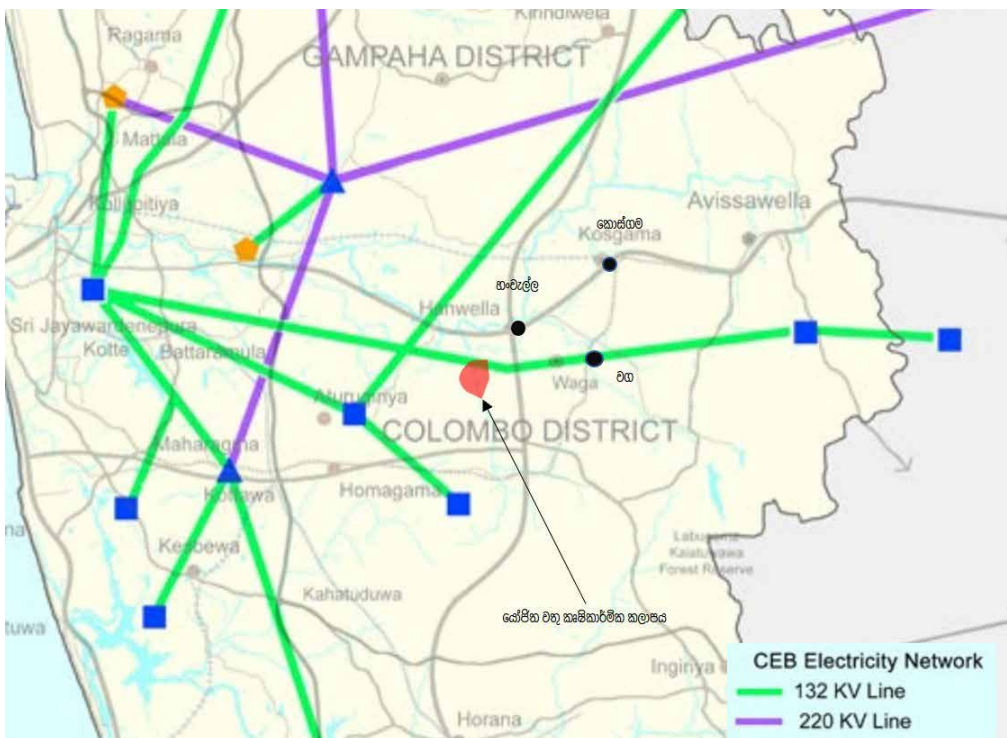 Kirindiwela
Ragama
GAMPAHA DISTRICT
Mattala
Kollupitiya
Avissawella
කොස්ගම
Kosgama
හංවැල්ල
Hanwella
Sri Jayawardenepura
Kotte
Battaramulla
Waga
වග
Aturugiriya
COLOMBO DISTRICT
Maharagama
Kottawa
Homagama
Kesbewa
Labugama
Kalatuwawa
Forest Reserve
Kahatuduwa
යෝජිත වතු කෘෂිකාර්මික කලාපය
Ingiriya
Horana
CEB Electricity Network
132 KV Line
220 KV Line